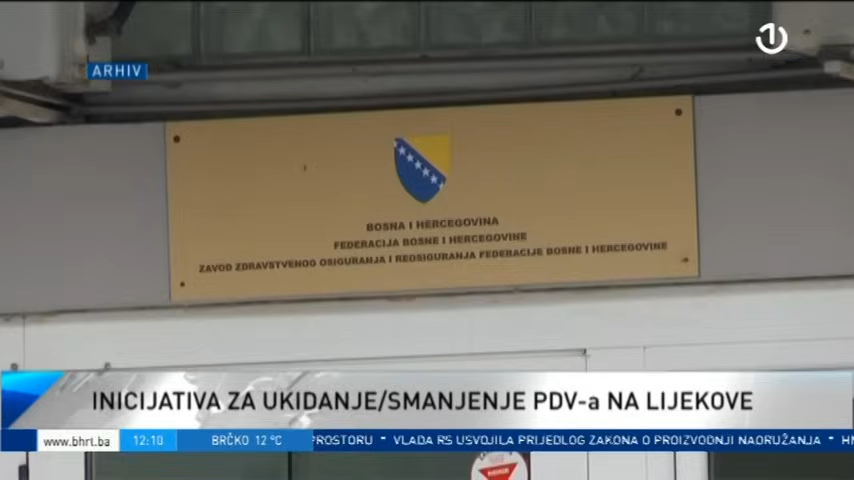 ARHIV
BOSNA I HERCEGOVINA
FEDERACIJA BOSNE I HERCEGOVINE
ZAVOD ZDRAVSTVENOG OSIGURANJA I REOSIGURANJA FEDERACIJE BOSNE I HERCEGOVINE
INICIJATIVA ZA UKIDANJE/SMANJENJE PDV-a NA LIJEKOVE
www.bhrt.ba 12:10 BRČKO 12 °C PROSTORU * VLADA RS USVOJILA PRIJEDLOG ZAKONA O PROIZVODNJI NAORUŽANJA *